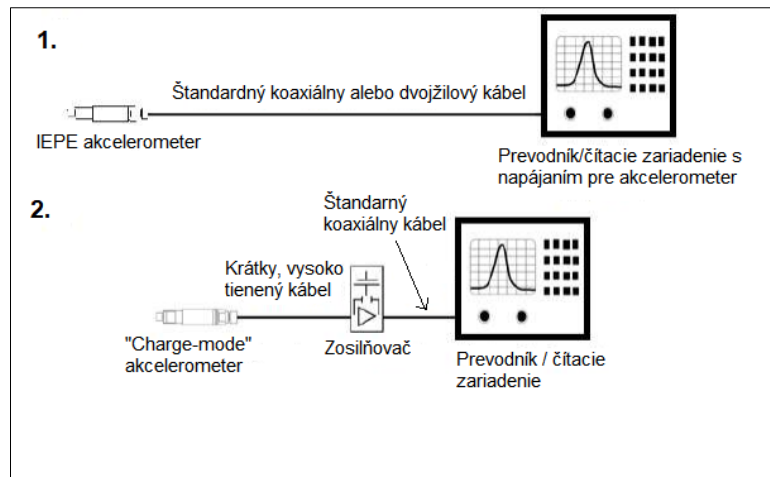 1.
Štandardný koaxiálny alebo dvojžilový kábel
IEPE akcelerometer
Prevodník/čítacie zariadenie s
napájaním pre akcelerometer
2.
Štandarný
koaxiálny kábel
Krátky, vysoko
tienený kábel
"Charge-mode"
akcelerometer
Zosilňovač
Prevodník / čítacie
zariadenie